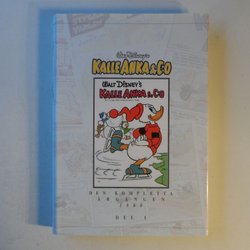 Walt Disney's
KALLE ANKA & CO
WALT DISNEY'S
KALLE ANKA & CO
DEN KOMPLETTA
ÅRGÅNGEN
DEL 1